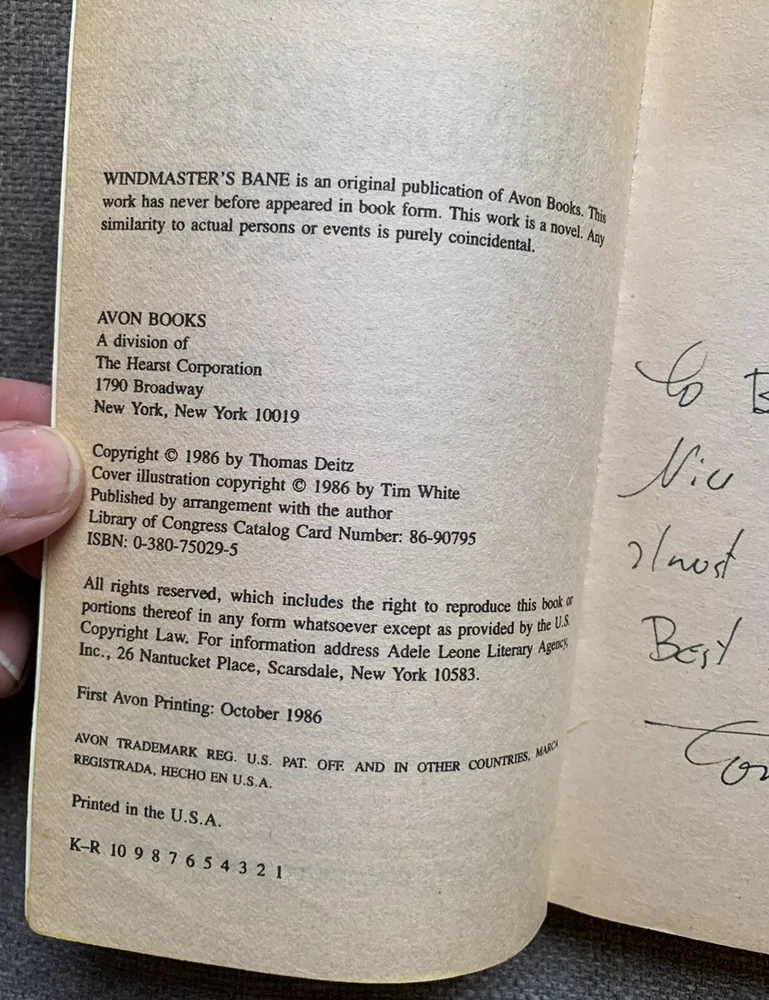 WINDMASTER'S BANE is an original publication of Avon Books. This
work has never before appeared in book form. This work is a novel. Any
similarity to actual persons or events is purely coincidental.
AVON BOOKS
A division of
The Hearst Corporation
1790 Broadway
New York, New York 10019
Copyright © 1986 by Thomas Deitz
Cover illustration copyright © 1986 by Tim White
Published by arrangement with the author
Library of Congress Catalog Card Number: 86-90795
ISBN: 0-380-75029-5
All rights reserved, which includes the right to reproduce this book or
portions thereof in any form whatsoever except as provided by the U.S.
Copyright Law. For information address Adele Leone Literary Agency,
Inc., 26 Nantucket Place, Scarsdale, New York 10583.
First Avon Printing: October 1986
AVON TRADEMARK REG. U.S. PAT. OFF. AND IN OTHER COUNTRIES, MARCA
REGISTRADA, HECHO EN U.S.A.
Printed in the U.S.A.
K–R 10 9 8 7 6 5 4 3 2 1
To B
almost
Best